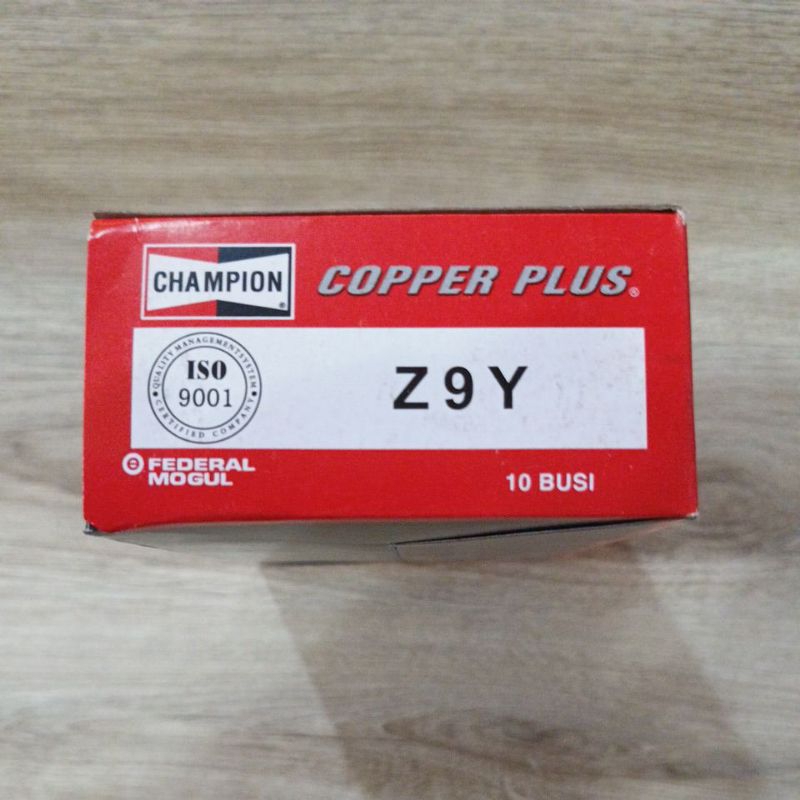 CHAMPION®
COPPER PLUS®
QUALITY MANAGEMENT SYSTEM
ISO
9001
CERTIFIED COMPANY
Z9Y
FEDERAL
MOGUL
10 BUSI